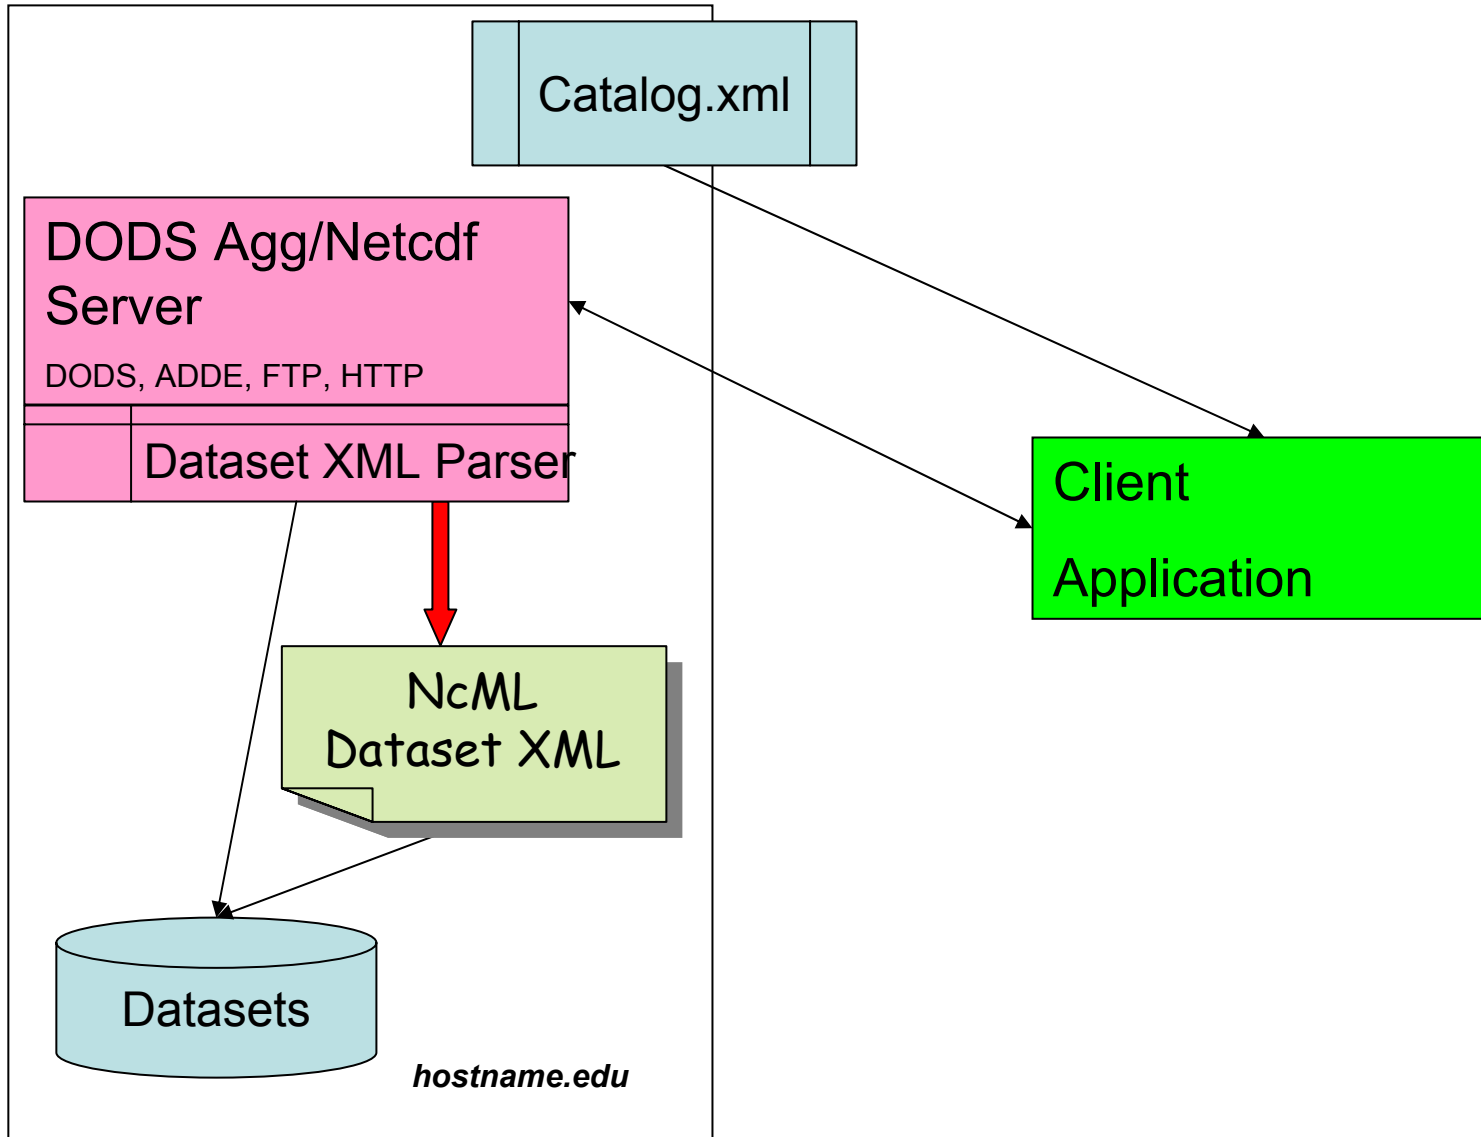 Catalog.xml
DODS Agg/Netcdf
Server
DODS, ADDE, FTP, HTTP
Dataset XML Parser
Client
Application
NcML
Dataset XML
Datasets
hostname.edu